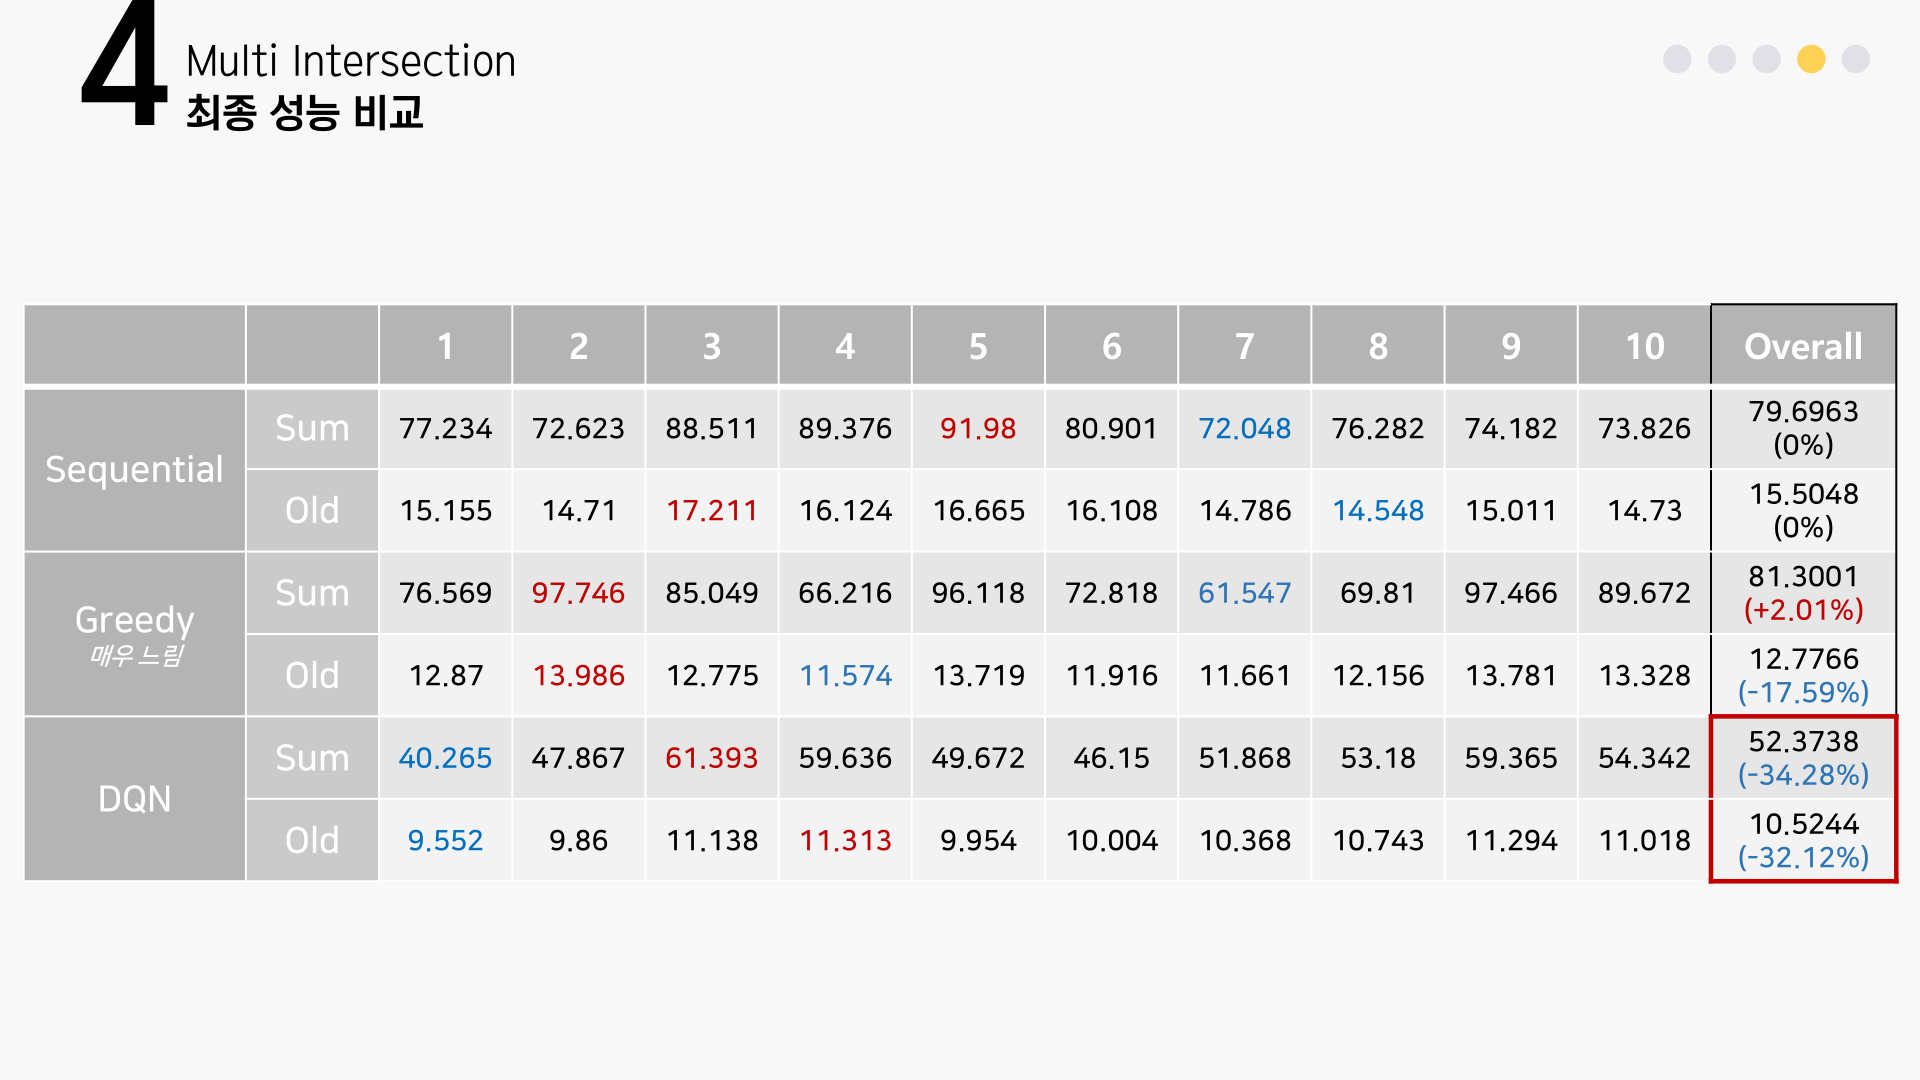 4
Multi Intersection
최종 성능 비교
1 2 3 4 5 6 7 8 9 10 Overall
Sequential
Sum 77.234 72.623 88.511 89.376 91.98 80.901 72.048 76.282 74.182 73.826 79.6963
(0%)
Old 15.155 14.71 17.211 16.124 16.665 16.108 14.786 14.548 15.011 14.73 15.5048
(0%)
Greedy
매우 느림
Sum 76.569 97.746 85.049 66.216 96.118 72.818 61.547 69.81 97.466 89.672 81.3001
(+2.01%)
Old 12.87 13.986 12.775 11.574 13.719 11.916 11.661 12.156 13.781 13.328 12.7766
(-17.59%)
DQN
Sum 40.265 47.867 61.393 59.636 49.672 46.15 51.868 53.18 59.365 54.342 52.3738
(-34.28%)
Old 9.552 9.86 11.138 11.313 9.954 10.004 10.368 10.743 11.294 11.018 10.5244
(-32.12%)